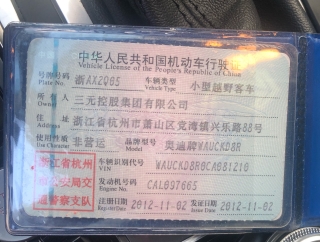 中华人民共和国机动车行驶证
Vehicle License of the People's Republic of China
号牌号码 浙AX2Q65 车辆类型 小型越野客车
Plate No. Vehicle Type
所有人 三元控股集团有限公司
Owner
住址 浙江省杭州市萧山区党湾镇兴乐路88号
Address
使用性质 非营运 品牌型号 奥迪牌WAUCKD8R
Use Character Model
浙江省杭州 车辆识别代号 WAUCKD8R0CA081210
VIN
市公安局交 发动机号码 CAL097665
Engine No.
通警察支队 注册日期 2012-11-02 发证日期 2012-11-02
Register Date Issue Date